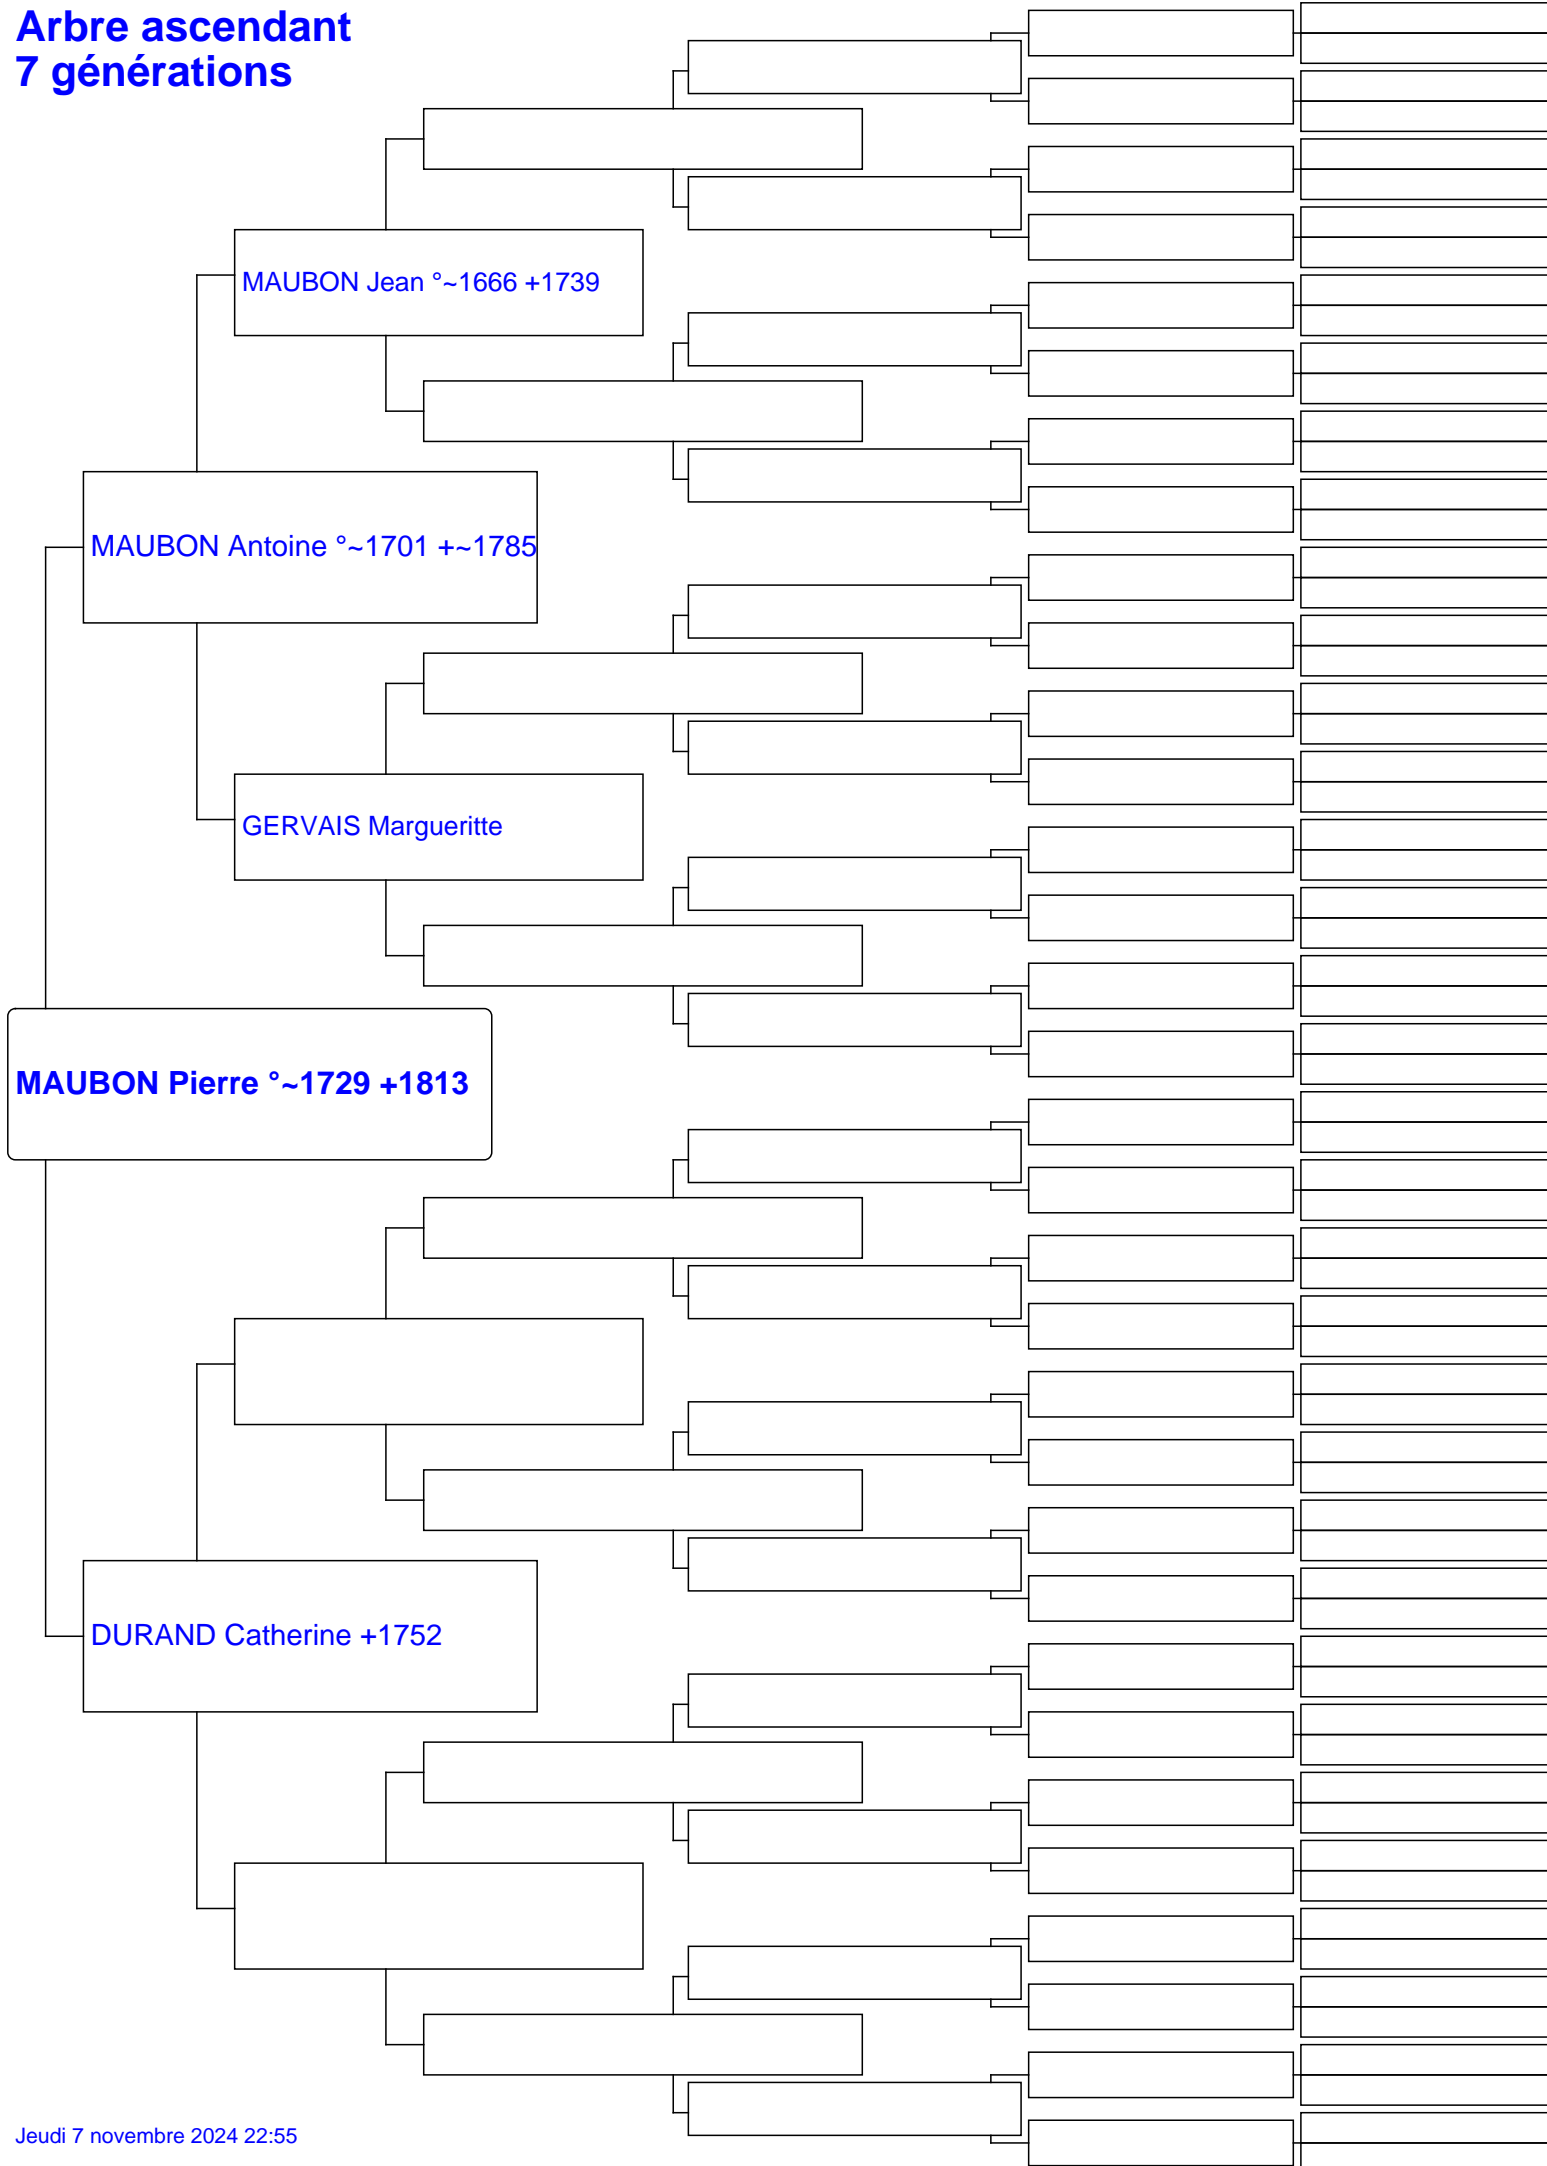 Arbre ascendant
7 générations
MAUBON Jean °~1666 +1739
MAUBON Antoine °~1701 +~1785
GERVAIS Margueritte
MAUBON Pierre °~1729 +1813
DURAND Catherine +1752
Jeudi 7 novembre 2024 22:55